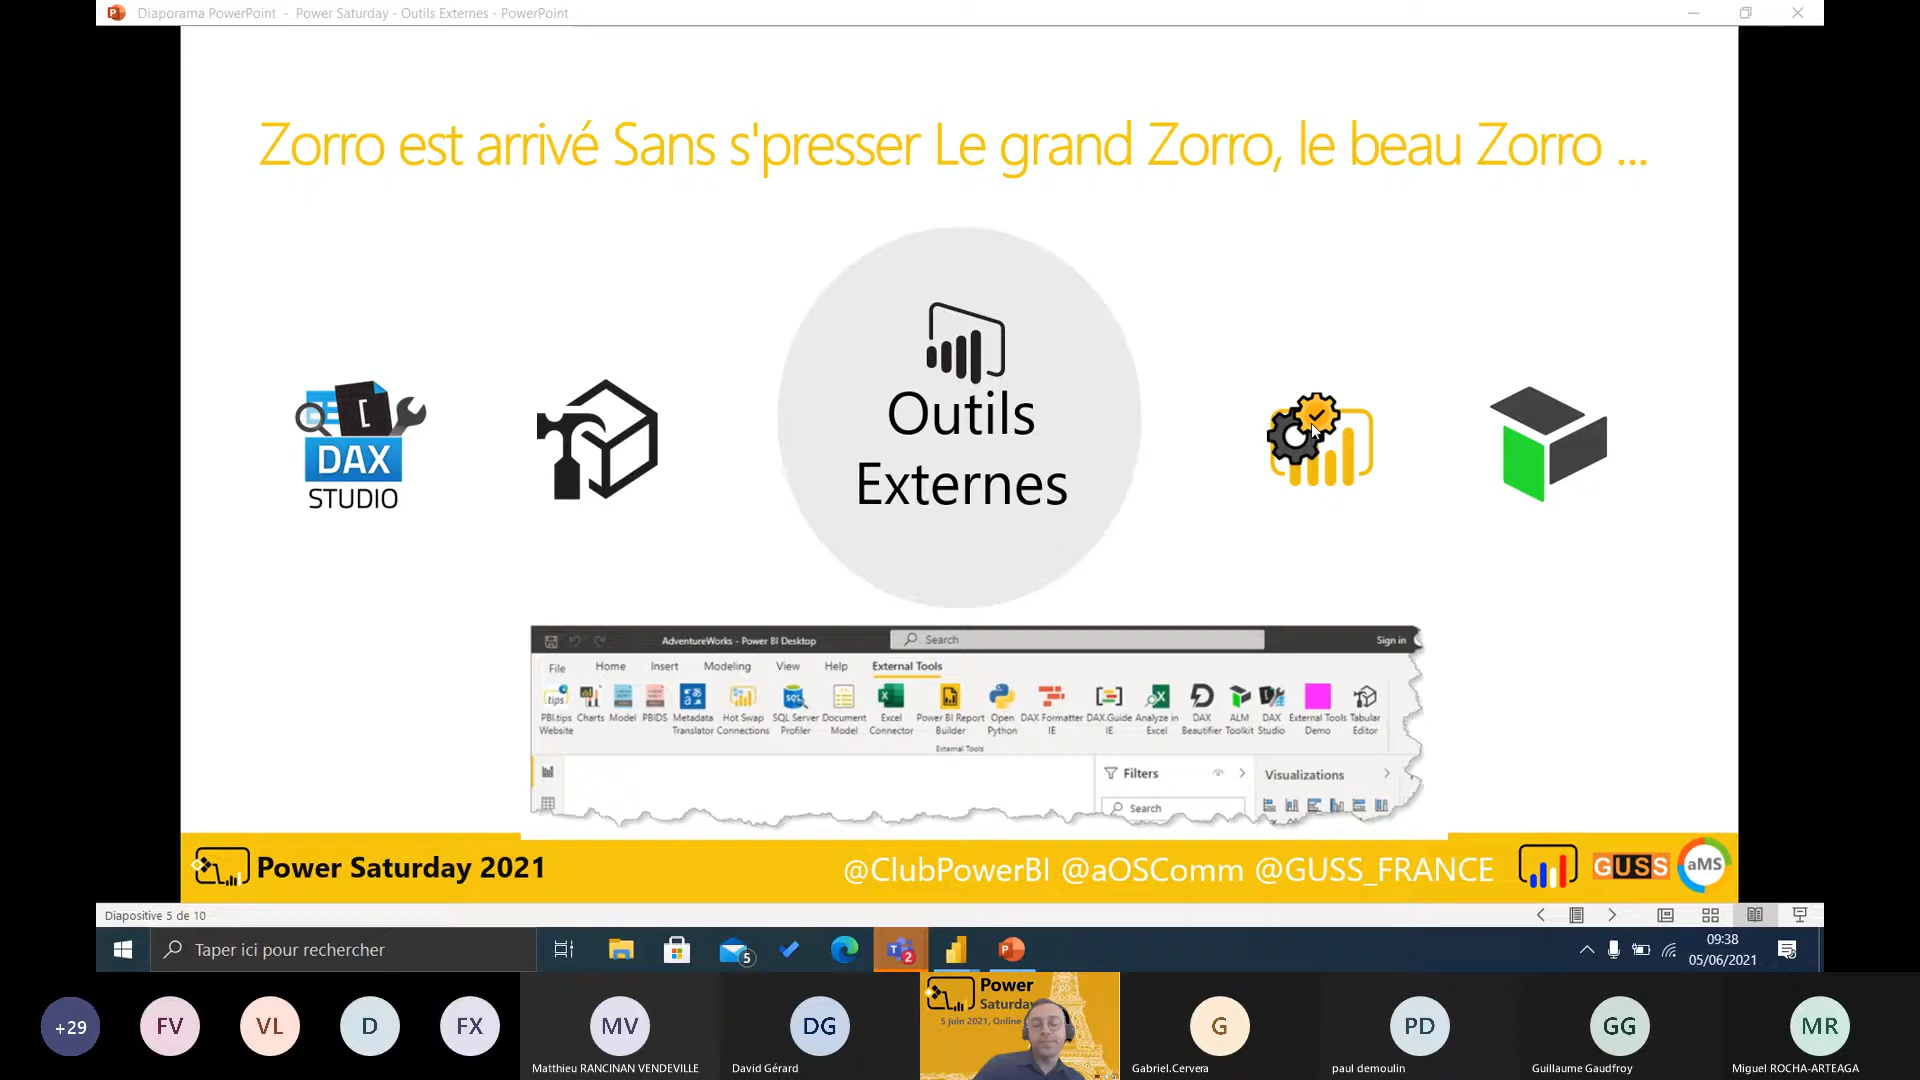 Diaporama PowerPoint - Power Saturday - Outils Externes - PowerPoint
Zorro est arrivé Sans s'presser Le grand Zorro, le beau Zorro ...
DAX
STUDIO
Outils
Externes
AdventureWorks - Power BI Desktop
Search
Sign in
File Home Insert Modeling View Help External Tools
PBI.tips Website
Charts
Model
PBIDS
Metadata Translator
Hot Swap Connections
SQL Server Profiler
Document Model
Excel Connector
Power BI Report Builder
Open Python
DAX Formatter IE
DAX.Guide IE
Analyze in Excel
DAX Beautifier
ALM Toolkit
DAX Studio
External Tools Demo
Tabular Editor
External Tools
Filters
Visualizations
Search
Power Saturday 2021
@ClubPowerBI @aOSComm @GUSS_FRANCE
GUSS
aMS
Diapositive 5 de 10
Taper ici pour rechercher
5
2
09:38
05/06/2021
+29
FV
VL
D
FX
MV
Matthieu RANCINAN VENDEVILLE
DG
David Gérard
Power
Saturday
5 juin 2021, Online
G
Gabriel.Cervera
PD
paul demoulin
GG
Guillaume Gaudfroy
MR
Miguel ROCHA-ARTEAGA